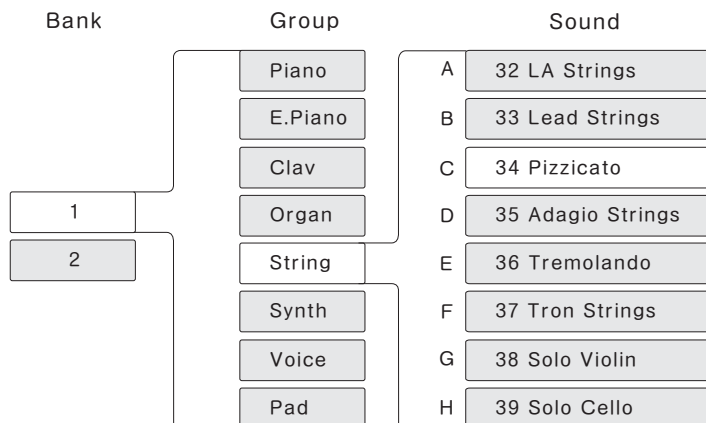 Bank Group Sound
Piano A 32 LA Strings
E.Piano B 33 Lead Strings
Clav C 34 Pizzicato
1 Organ D 35 Adagio Strings
2 String E 36 Tremolando
Synth F 37 Tron Strings
Voice G 38 Solo Violin
Pad H 39 Solo Cello